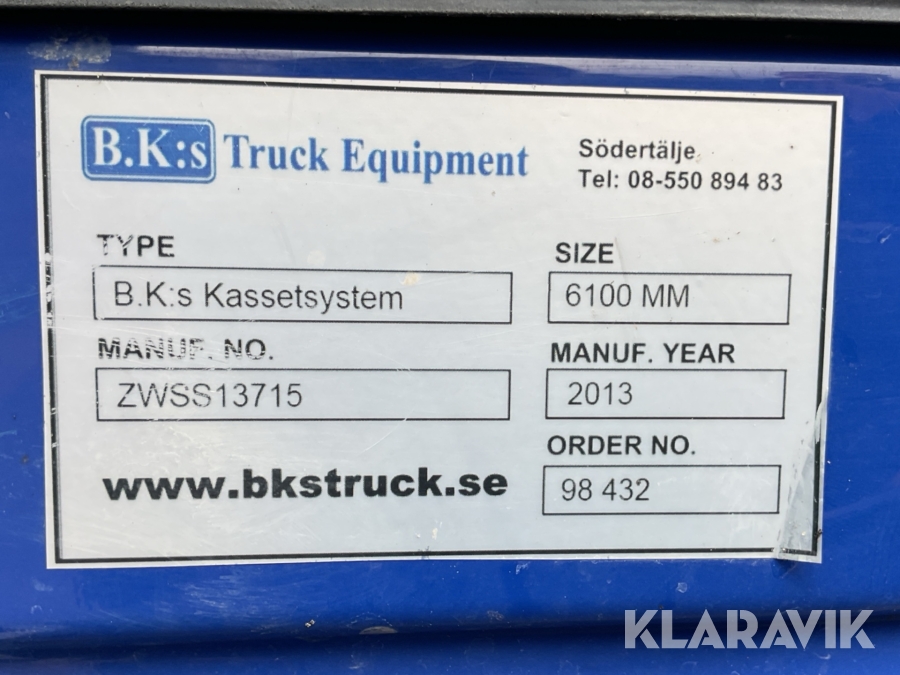 B.K:s Truck Equipment
Södertälje
Tel: 08-550 894 83
TYPE
B.K:s Kassetsystem
SIZE
6100 MM
MANUF. NO.
ZWSS13715
MANUF. YEAR
2013
www.bkstruck.se
ORDER NO.
98 432
KLARAVIK